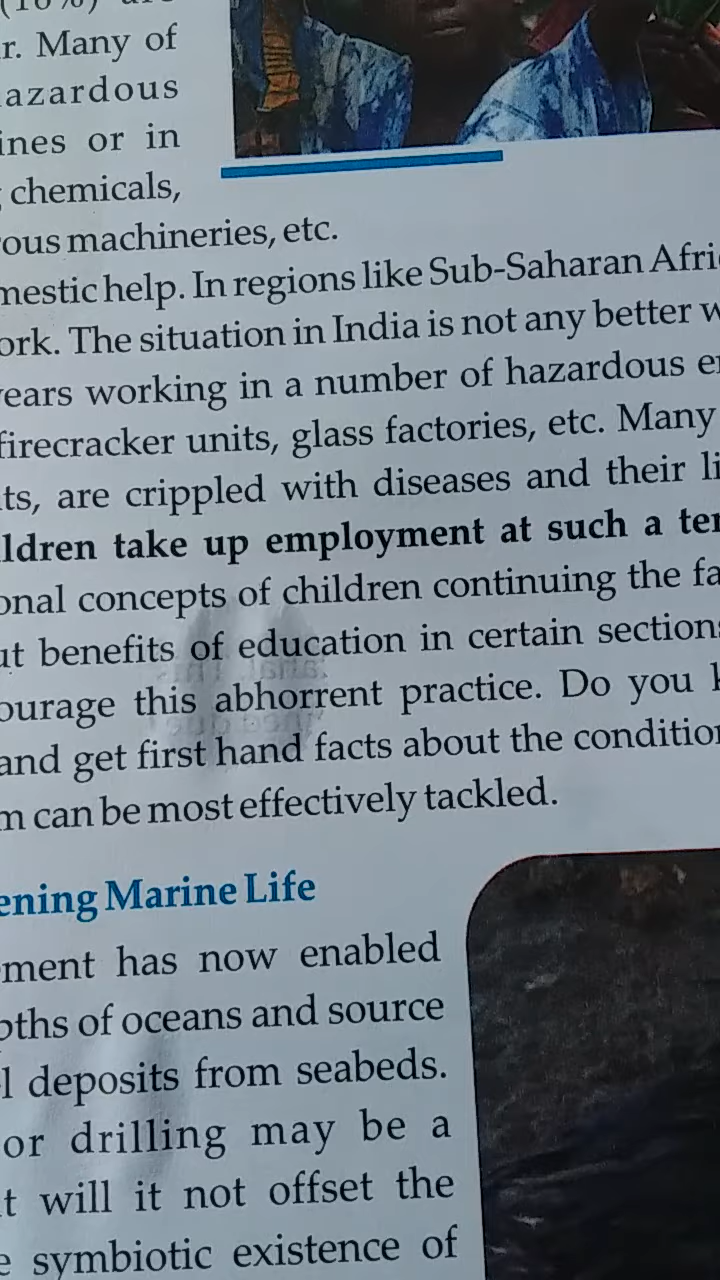 r. Many of
azardous
ines or in
chemicals,
ous machineries, etc.
mestic help. In regions like Sub-Saharan Afri
ork. The situation in India is not any better w
ears working in a number of hazardous e
firecracker units, glass factories, etc. Many
ts, are crippled with diseases and their li
ldren take up employment at such a te
onal concepts of children continuing the fa
ut benefits of education in certain sections
ourage this abhorrent practice. Do you k
and get first hand facts about the condition
m can be most effectively tackled.
ening Marine Life
ment has now enabled
pths of oceans and source
l deposits from seabeds.
or drilling may be a
t will it not offset the
e symbiotic existence of